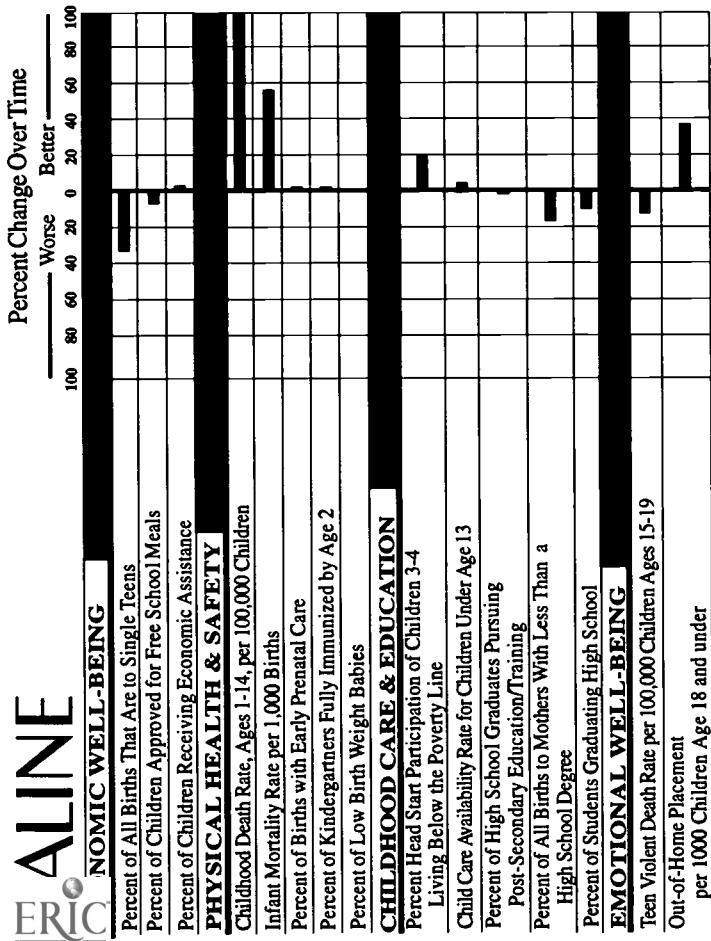 ALINE
Percent Change Over Time
Worse Better
100 80 60 40 20 0 20 40 60 80 100
NOMIC WELL-BEING
Percent of All Births That Are to Single Teens
Percent of Children Approved for Free School Meals
Percent of Children Receiving Economic Assistance
PHYSICAL HEALTH & SAFETY
Childhood Death Rate, Ages 1-14, per 100,000 Children
Infant Mortality Rate per 1,000 Births
Percent of Births with Early Prenatal Care
Percent of Kindergartners Fully Immunized by Age 2
Percent of Low Birth Weight Babies
CHILDHOOD CARE & EDUCATION
Percent Head Start Participation of Children 3-4
Living Below the Poverty Line
Child Care Availability Rate for Children Under Age 13
Percent of High School Graduates Pursuing
Post-Secondary Education/Training
Percent of All Births to Mothers With Less Than a
High School Degree
Percent of Students Graduating High School
EMOTIONAL WELL-BEING
Teen Violent Death Rate per 100,000 Children Ages 15-19
Out-of-Home Placement
per 1000 Children Age 18 and under
ERIC